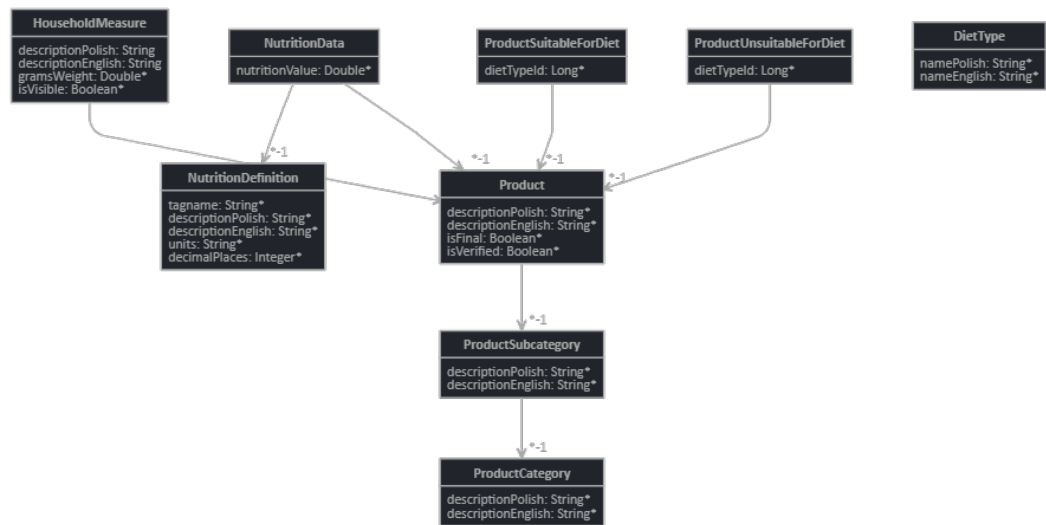 HouseholdMeasure
descriptionPolish: String
descriptionEnglish: String
gramsWeight: Double*
isVisible: Boolean*
NutritionData
nutritionValue: Double*
ProductSuitableForDiet
dietTypeId: Long*
ProductUnsuitableForDiet
dietTypeId: Long*
DietType
namePolish: String*
nameEnglish: String*
*-1
*-1
*-1
*-1
NutritionDefinition
tagname: String*
descriptionPolish: String*
descriptionEnglish: String*
units: String*
decimalPlaces: Integer*
Product
descriptionPolish: String*
descriptionEnglish: String*
isFinal: Boolean*
isVerified: Boolean*
*-1
ProductSubcategory
descriptionPolish: String*
descriptionEnglish: String*
*-1
ProductCategory
descriptionPolish: String*
descriptionEnglish: String*